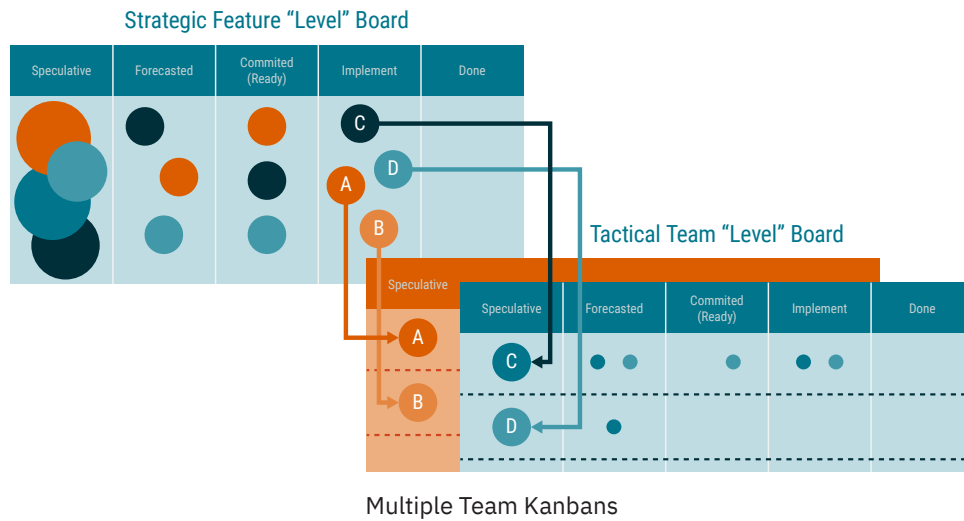 Strategic Feature “Level” Board
Speculative
Forecasted
Commited
(Ready)
Implement
Done
C
D
A
B
Tactical Team “Level” Board
Speculative
A
B
Speculative
Forecasted
Commited
(Ready)
Implement
Done
C
D
Multiple Team Kanbans